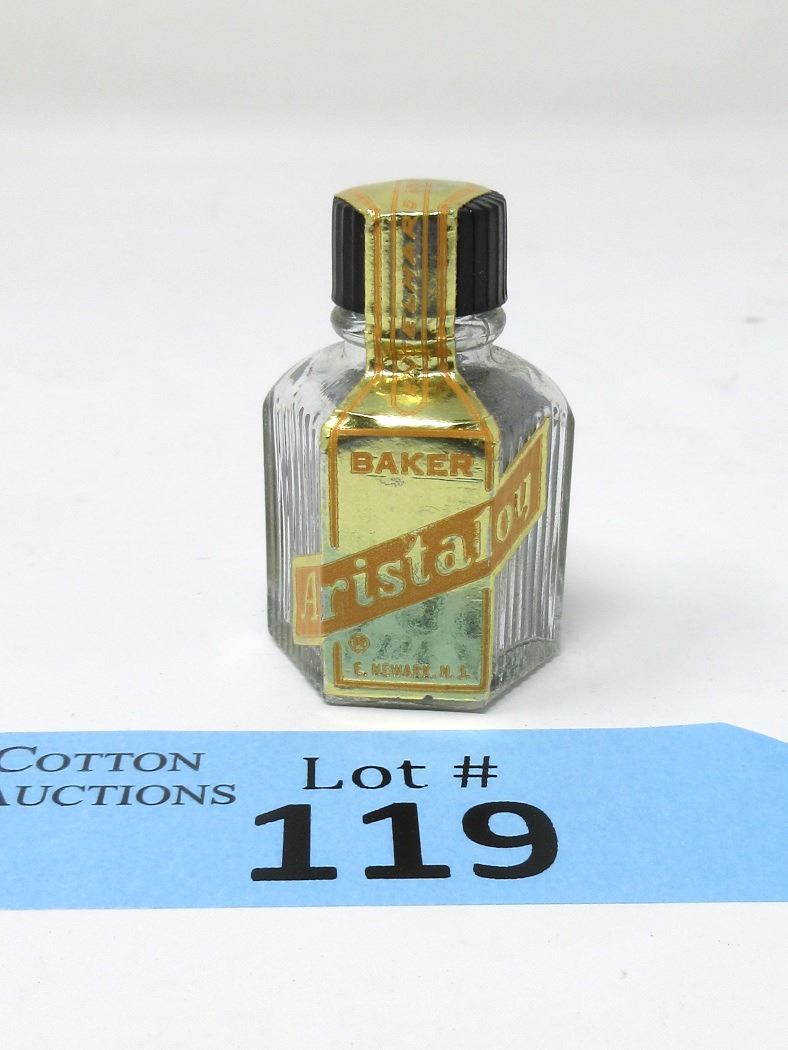 BAKER
Aristaloy
®
E. NEWARK, N. J.
COTTON
AUCTIONS
Lot #
119